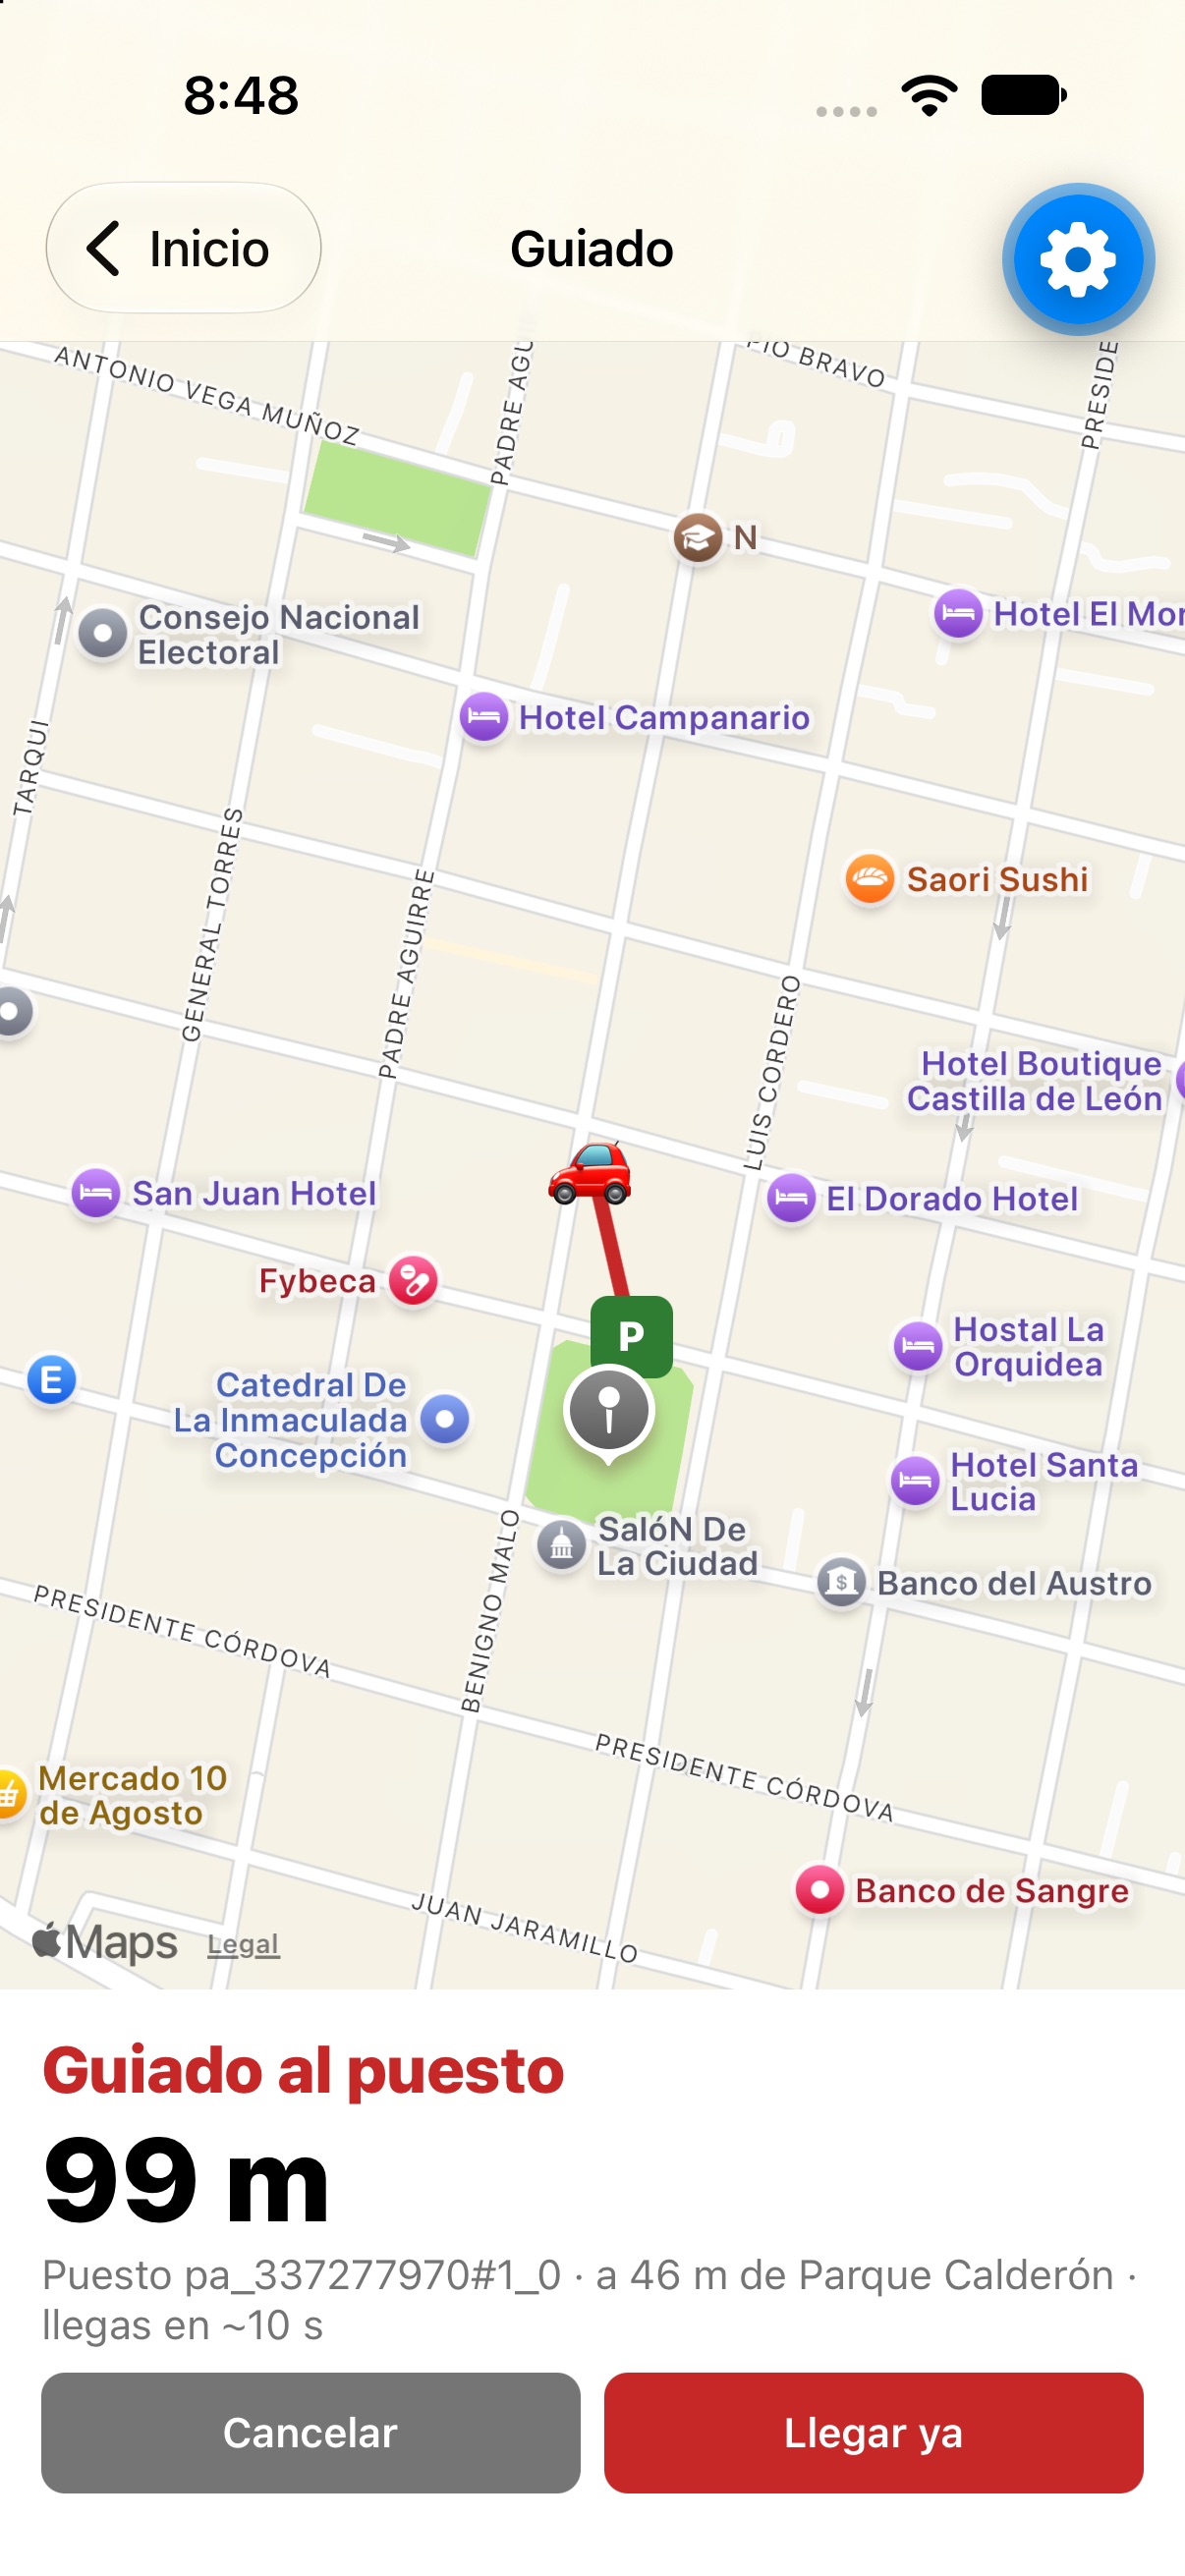 8:48
Inicio
Guiado
ANTONIO VEGA MUÑOZ
PADRE AGU
PÍO BRAVO
PRESIDE
N
Consejo Nacional
Electoral
Hotel El Mor
Hotel Campanario
TARQUI
GENERAL TORRES
PADRE AGUIRRE
Saori Sushi
LUIS CORDERO
Hotel Boutique
Castilla de León
San Juan Hotel
El Dorado Hotel
Fybeca
P
Hostal La
Orquidea
E
Catedral De
La Inmaculada
Concepción
Hotel Santa
Lucia
SalóN De
La Ciudad
BENIGNO MALO
$
Banco del Austro
PRESIDENTE CÓRDOVA
PRESIDENTE CÓRDOVA
Mercado 10
de Agosto
Banco de Sangre
JUAN JARAMILLO
Maps
Legal
Guiado al puesto
99 m
Puesto pa_337277970#1_0 · a 46 m de Parque Calderón ·
llegas en ~10 s
Cancelar
Llegar ya